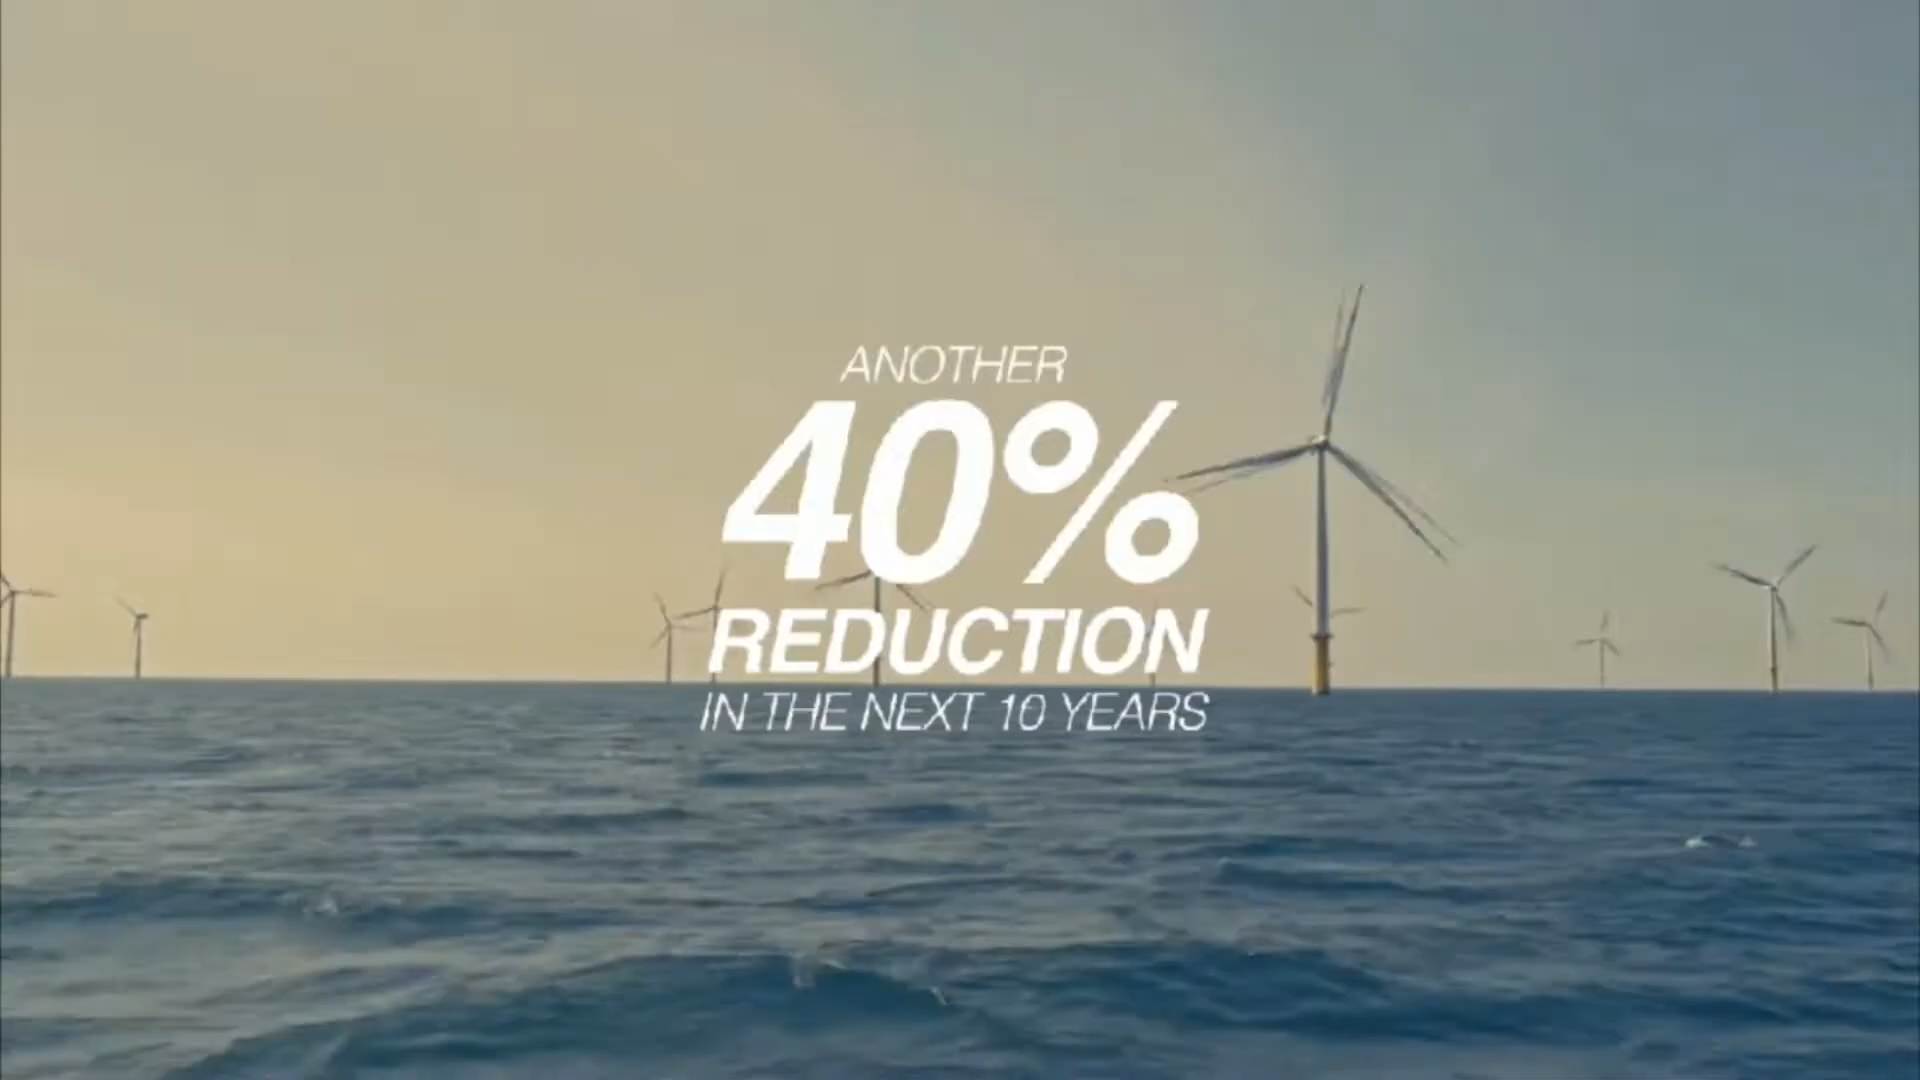 ANOTHER
40%
REDUCTION
IN THE NEXT 10 YEARS